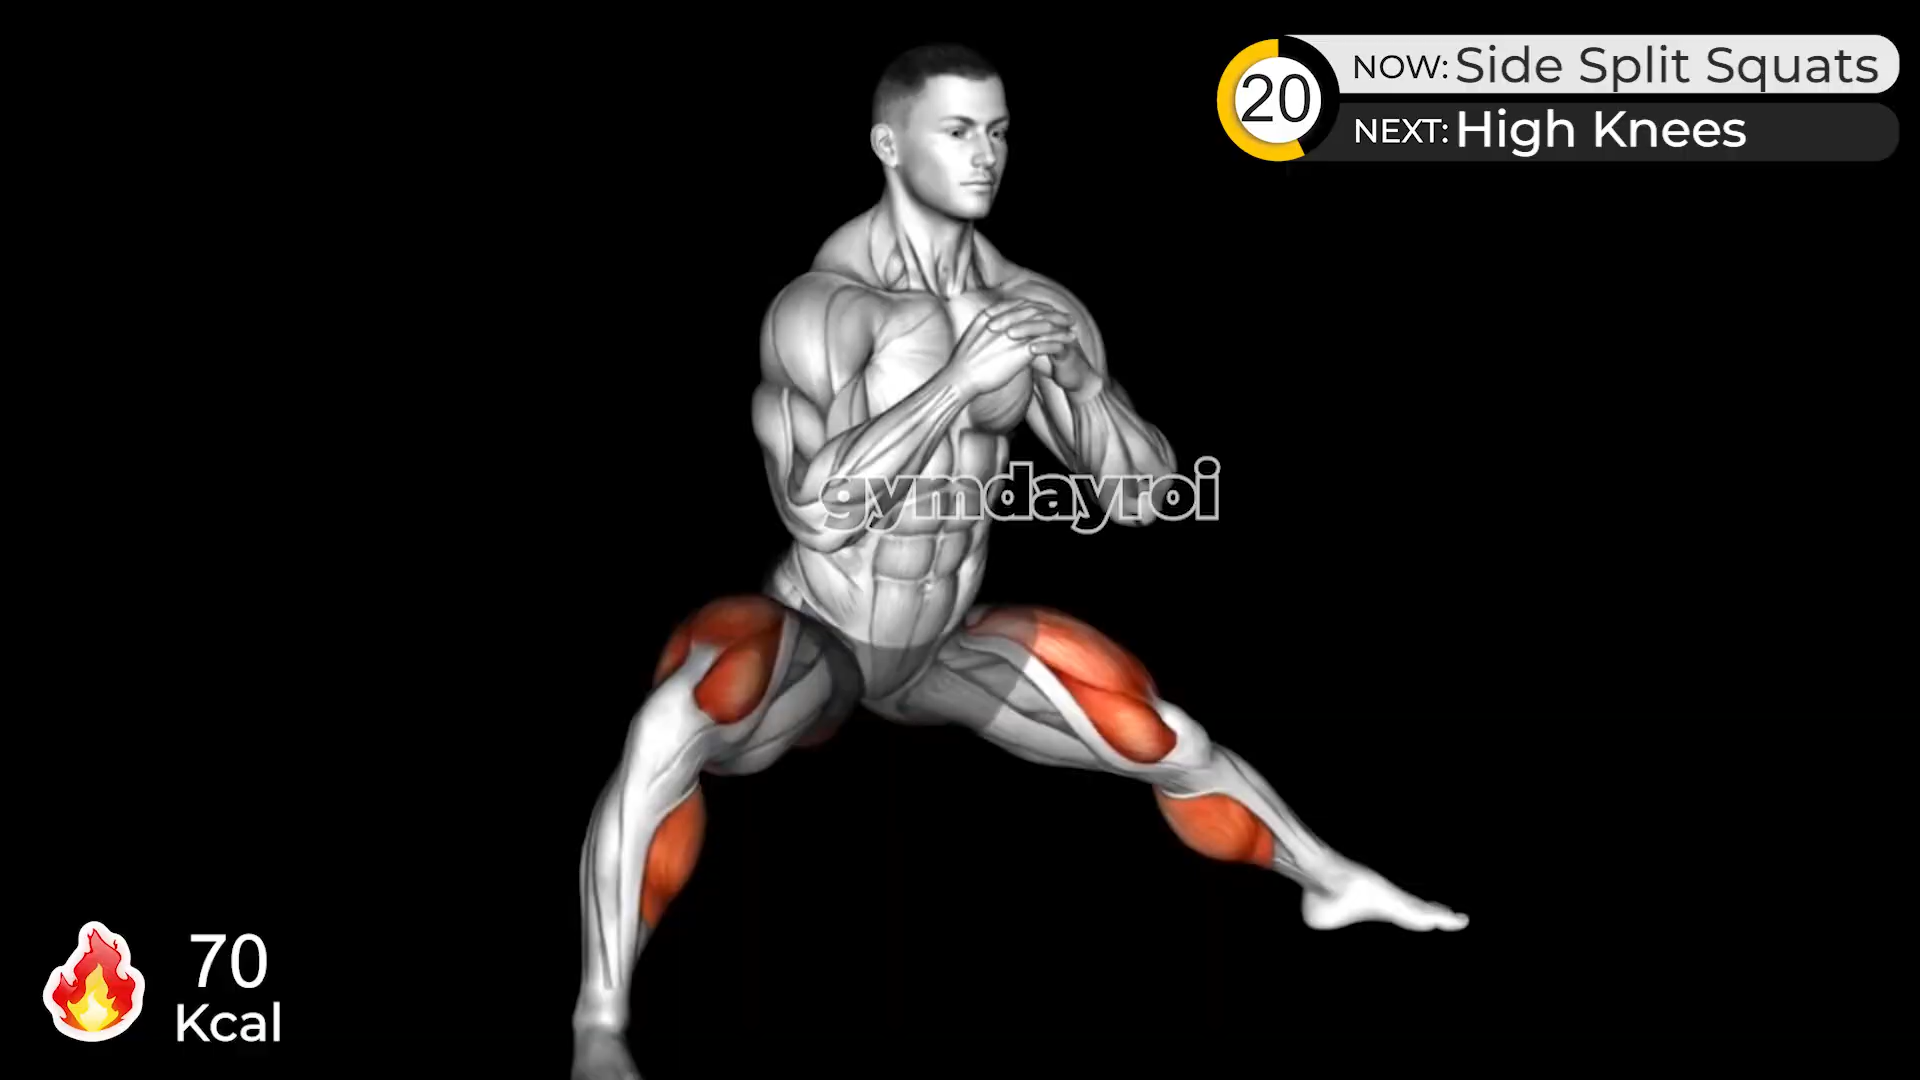 20
NOW: Side Split Squats
NEXT: High Knees
gymdayroi
70
Kcal